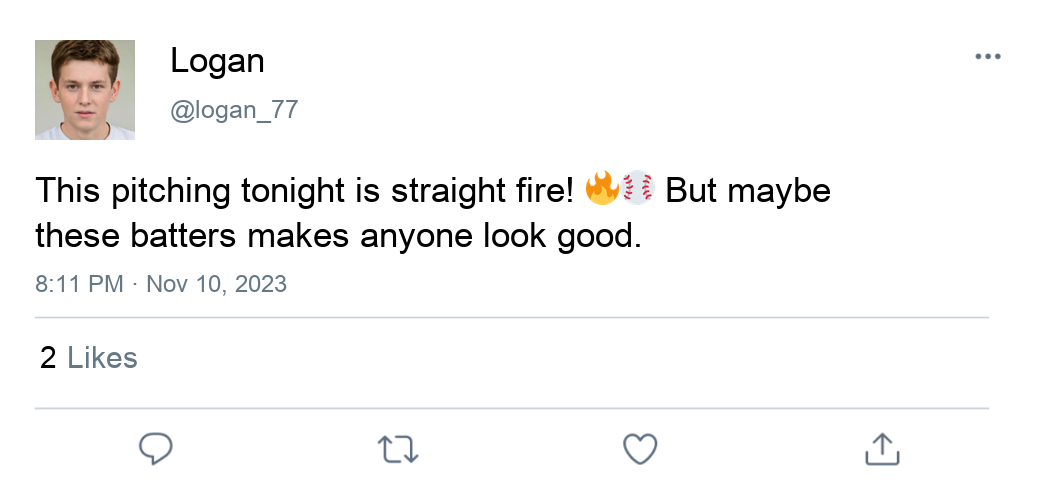 Logan
@logan_77
This pitching tonight is straight fire! 🔥⚾ But maybe
these batters makes anyone look good.
8:11 PM · Nov 10, 2023
2 Likes